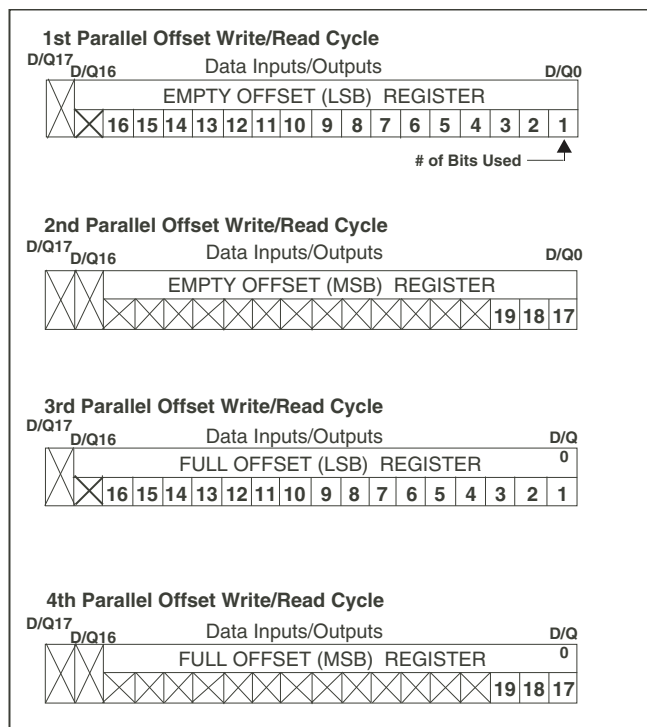 1st Parallel Offset Write/Read Cycle
D/Q17 D/Q16 Data Inputs/Outputs D/Q0
EMPTY OFFSET (LSB) REGISTER
16 15 14 13 12 11 10 9 8 7 6 5 4 3 2 1
# of Bits Used
2nd Parallel Offset Write/Read Cycle
D/Q17 D/Q16 Data Inputs/Outputs D/Q0
EMPTY OFFSET (MSB) REGISTER
19 18 17
3rd Parallel Offset Write/Read Cycle
D/Q17 D/Q16 Data Inputs/Outputs D/Q
0
FULL OFFSET (LSB) REGISTER
16 15 14 13 12 11 10 9 8 7 6 5 4 3 2 1
4th Parallel Offset Write/Read Cycle
D/Q17 D/Q16 Data Inputs/Outputs D/Q
0
FULL OFFSET (MSB) REGISTER
19 18 17